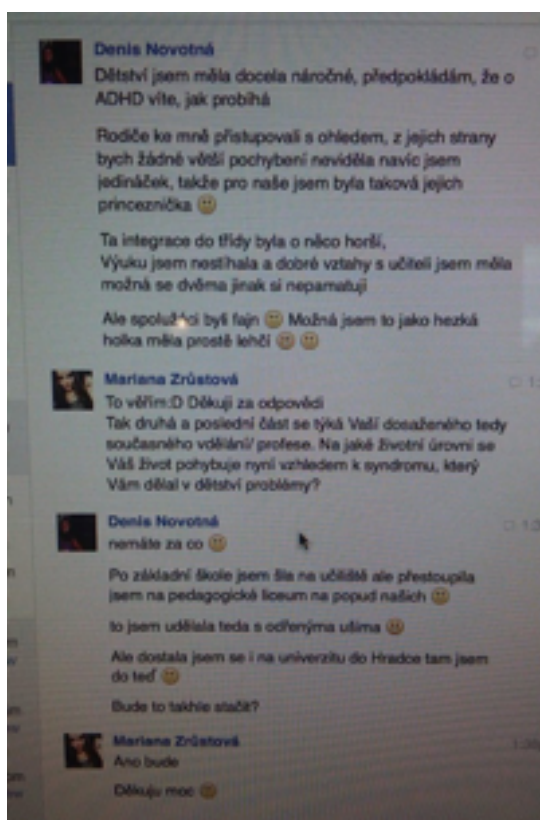 Denis Novotná
Dětství jsem měla docela náročné, předpokládám, že o
ADHD víte, jak probíhá
Rodiče ke mně přistupovali s ohledem, z jejich strany
bych žádné větší pochybení neviděla navíc jsem
jedináček, takže pro naše jsem byla taková jejich
princeznička 🙂
Ta integrace do třídy byla o něco horší,
Výuku jsem nestíhala a dobré vztahy s učiteli jsem měla
možná se dvěma jinak si nepamatuji
Ale spolužáci byli fajn 🙂 Možná jsem to jako hezká
holka měla prostě lehčí 🙂 🙂
Mariana Zrůstová
To věřím:D Děkuji za odpovědi
Tak druhá a poslední část se týká Vaší dosaženého tedy
současného vdělání/ profese. Na jaké životní úrovni se
Váš život pohybuje nyní vzhledem k syndromu, který
Vám dělal v dětství problémy?
Denis Novotná
nemáte za co 🙂
Po základní škole jsem šla na učiliště ale přestoupila
jsem na pedagogické liceum na popud našich 🙂
to jsem udělala teda s odřenýma ušima 🙂
Ale dostala jsem se i na univerzitu do Hradce tam jsem
do teď 🙂
Bude to takhle stačit?
Mariana Zrůstová
Ano bude
Děkuju moc 🙂